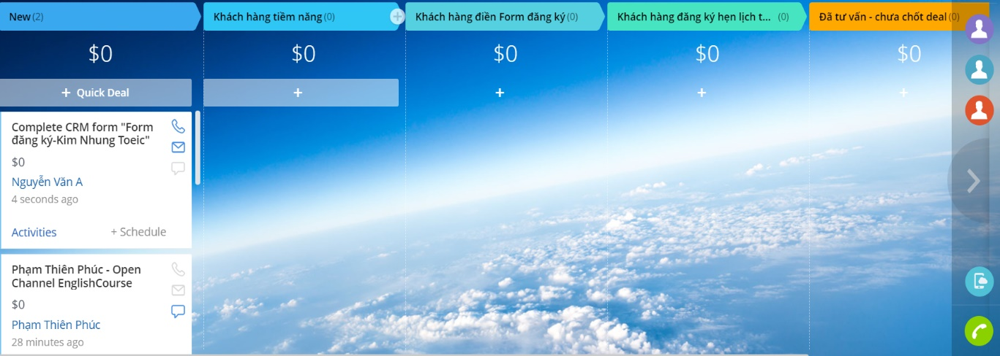 New (2)
Khách hàng tiềm năng (0)
Khách hàng điền Form đăng ký (0)
Khách hàng đăng ký hẹn lịch t... (0)
Đã tư vấn - chưa chốt deal (0)
$0
$0
$0
$0
$0
+ Quick Deal
+
+
+
+
Complete CRM form "Form
đăng ký-Kim Nhung Toeic"
$0
Nguyễn Văn A
4 seconds ago
Activities
+ Schedule
Phạm Thiên Phúc - Open
Channel EnglishCourse
$0
Phạm Thiên Phúc
28 minutes ago